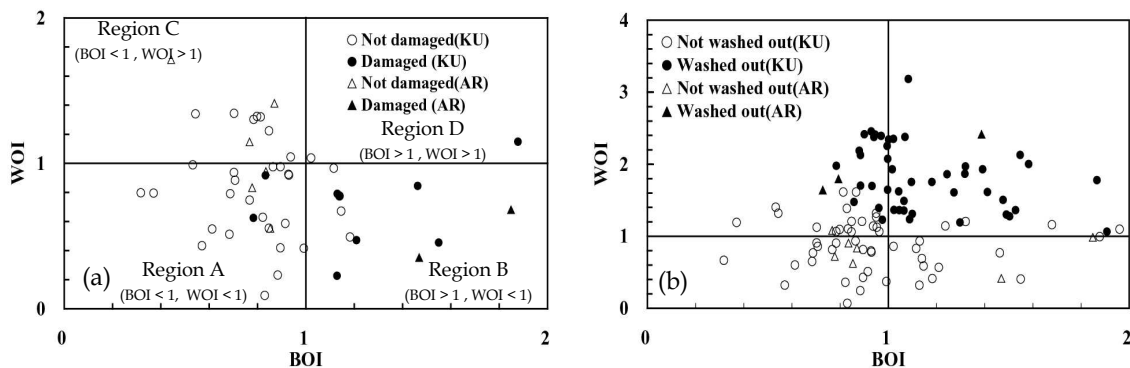 2
Region C
(BOI < 1 , WOI > 1)
Not damaged(KU)
Damaged (KU)
Not damaged(AR)
Damaged (AR)
Region D
(BOI > 1 , WOI > 1)
WOI
1
(a)
Region A
(BOI < 1, WOI < 1)
Region B
(BOI > 1 , WOI < 1)
0
0
1
2
BOI
4
Not washed out(KU)
Washed out(KU)
Not washed out(AR)
Washed out(AR)
3
WOI
2
1
(b)
0
0
1
2
BOI